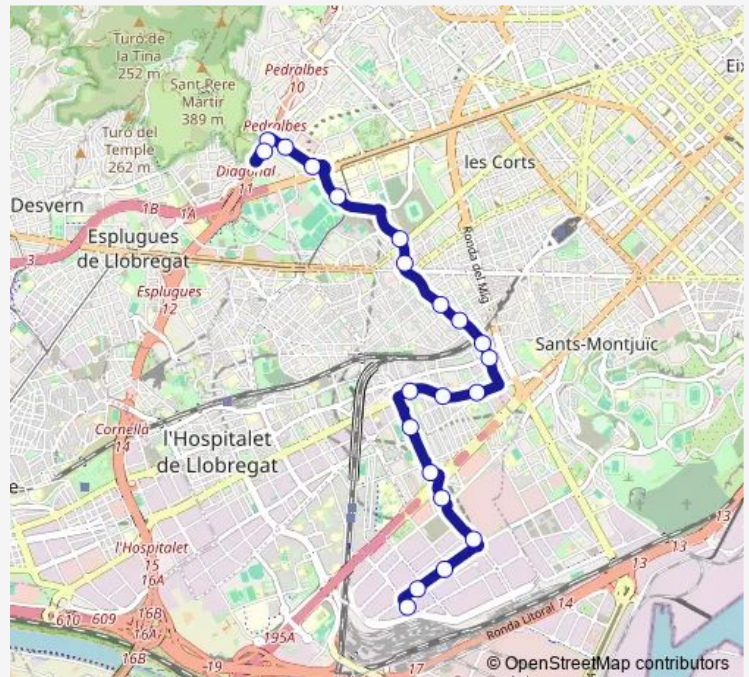 19
Turó de
la Tina
252 m
Pedralbes
10
Sant Pere
Màrtir
389 m
Turó del
Temple
262 m
Pedralbes
Diagonal
11
les Corts
Desvern
1B
1A
Esplugues
de Llobregat
3
Ronda del Mig
Esplugues
12
Sants-Montjuïc
Cornellà
14
l'Hospitalet
de Llobregat
l'Hospitalet
15
16A
13
13
Ronda Litoral
14
610
609
16B
16A
195A
16B
19
17
© OpenStreetMap contributors